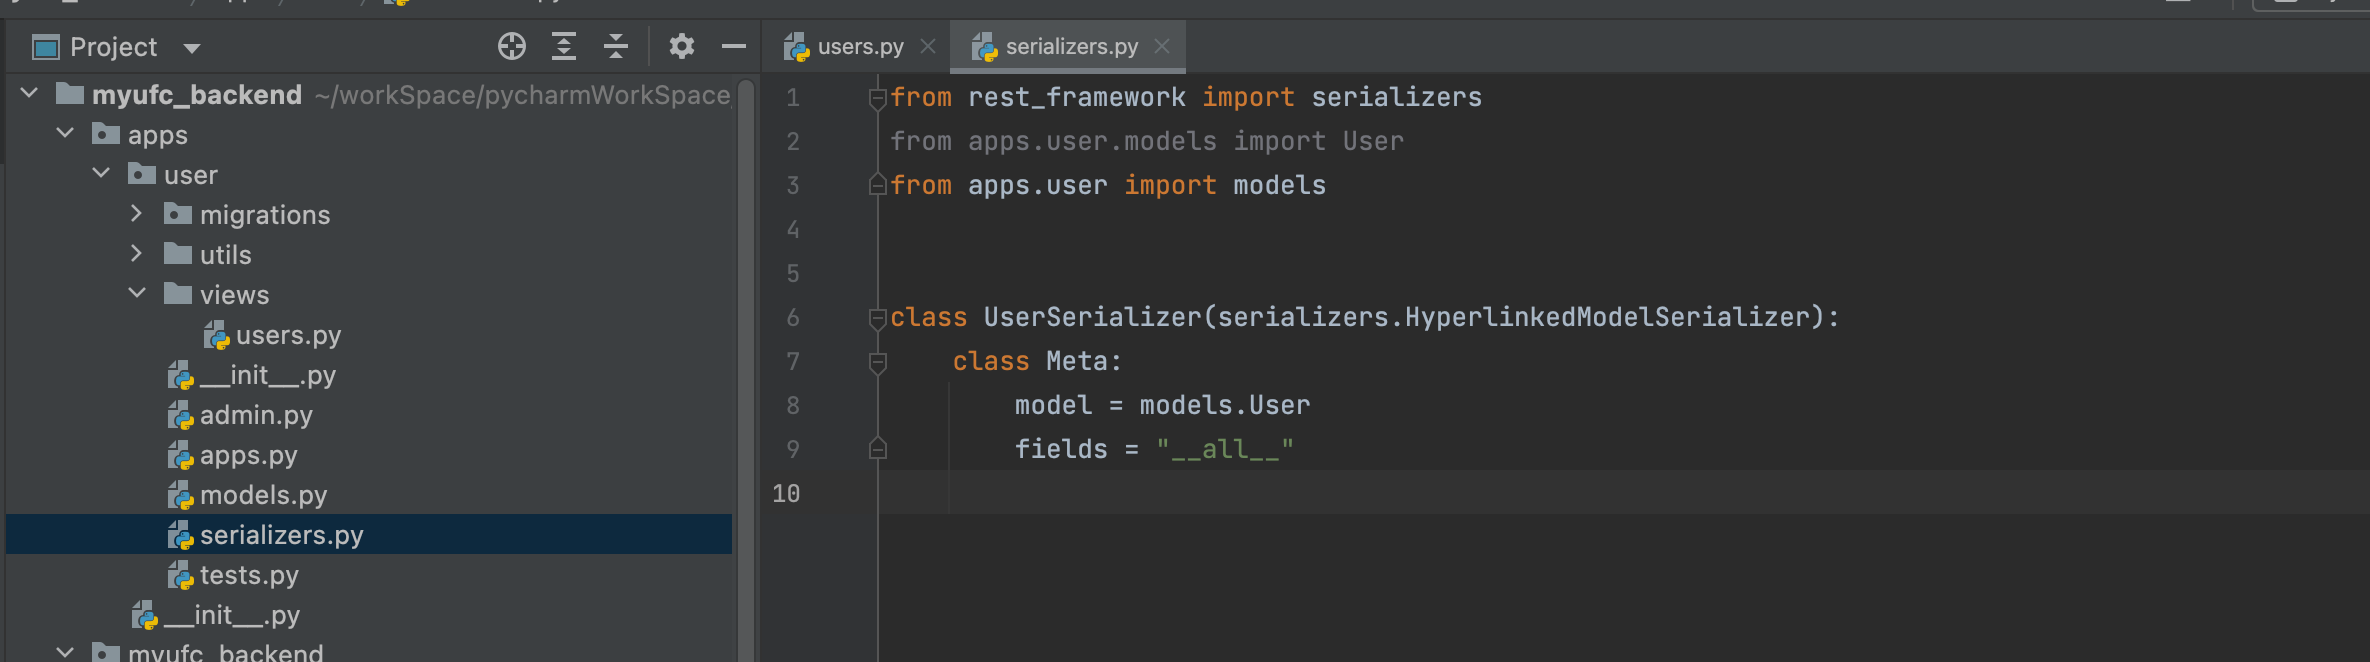 Project
myufc_backend ~/workSpace/pycharmWorkSpace
apps
user
migrations
utils
views
users.py
__init__.py
admin.py
apps.py
models.py
serializers.py
tests.py
__init__.py
myufc_backend
users.py
serializers.py
1 from rest_framework import serializers
2 from apps.user.models import User
3 from apps.user import models
4
5
6 class UserSerializer(serializers.HyperlinkedModelSerializer):
7     class Meta:
8         model = models.User
9         fields = "__all__"
10